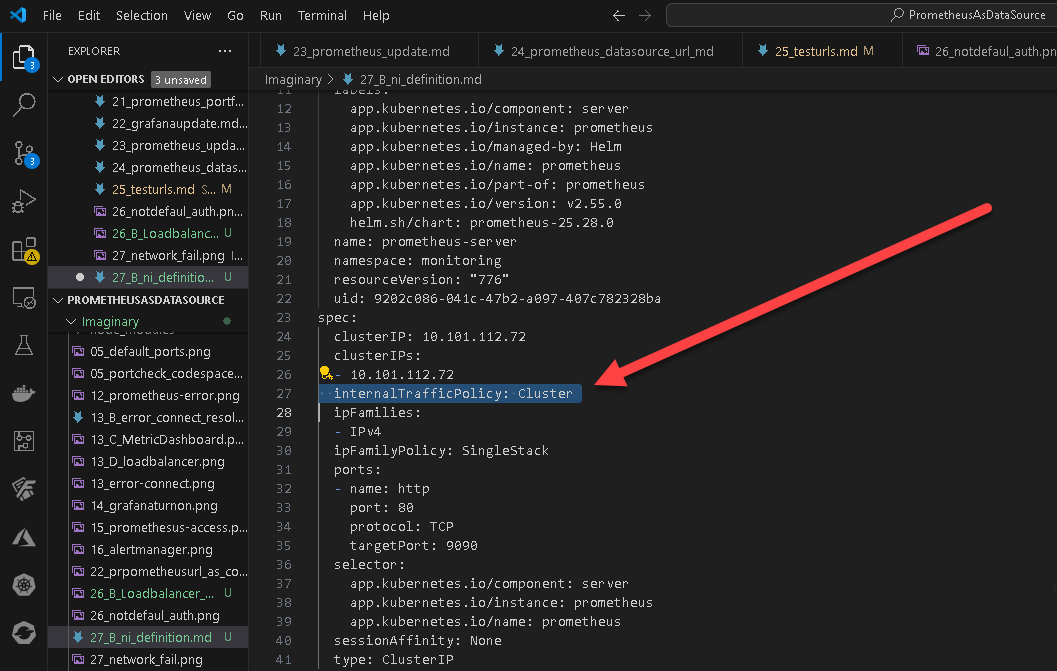 File Edit Selection View Go Run Terminal Help
PrometheusAsDataSource
EXPLORER
23_prometheus_update.md
24_prometheus_datasource_url_md
25_testurls.md M
26_notdefaul_auth.pn
OPEN EDITORS 3 unsaved
Imaginary > 27_B_ni_definition.md
21_prometheus_portf...
22_grafanaupdate.md...
23_prometheus_upda...
24_prometheus_datas...
25_testurls.md S... M
26_notdefaul_auth.pn...
26_B_Loadbalanc... U
27_network_fail.png I...
27_B_ni_definitio... U
PROMETHEUSASDATASOURCE
Imaginary
node_modules
05_default_ports.png
05_portcheck_codespace...
12_prometheus-error.png
13_B_error_connect_resol...
13_C_MetricDashboard.p...
13_D_loadbalancer.png
13_error-connect.png
14_grafanaturnon.png
15_promethesus-access.p...
16_alertmanager.png
22_prpometheusurl_as_co...
26_B_Loadbalancer_... U
26_notdefaul_auth.png
27_B_ni_definition.md U
27_network_fail.png
3
3
11 labels:
12 app.kubernetes.io/component: server
13 app.kubernetes.io/instance: prometheus
14 app.kubernetes.io/managed-by: Helm
15 app.kubernetes.io/name: prometheus
16 app.kubernetes.io/part-of: prometheus
17 app.kubernetes.io/version: v2.55.0
18 helm.sh/chart: prometheus-25.28.0
19 name: prometheus-server
20 namespace: monitoring
21 resourceVersion: "776"
22 uid: 9202c086-041c-47b2-a097-407c782328ba
23 spec:
24 clusterIP: 10.101.112.72
25 clusterIPs:
26 - 10.101.112.72
27 internalTrafficPolicy: Cluster
28 ipFamilies:
29 - IPv4
30 ipFamilyPolicy: SingleStack
31 ports:
32 - name: http
33 port: 80
34 protocol: TCP
35 targetPort: 9090
36 selector:
37 app.kubernetes.io/component: server
38 app.kubernetes.io/instance: prometheus
39 app.kubernetes.io/name: prometheus
40 sessionAffinity: None
41 type: ClusterIP